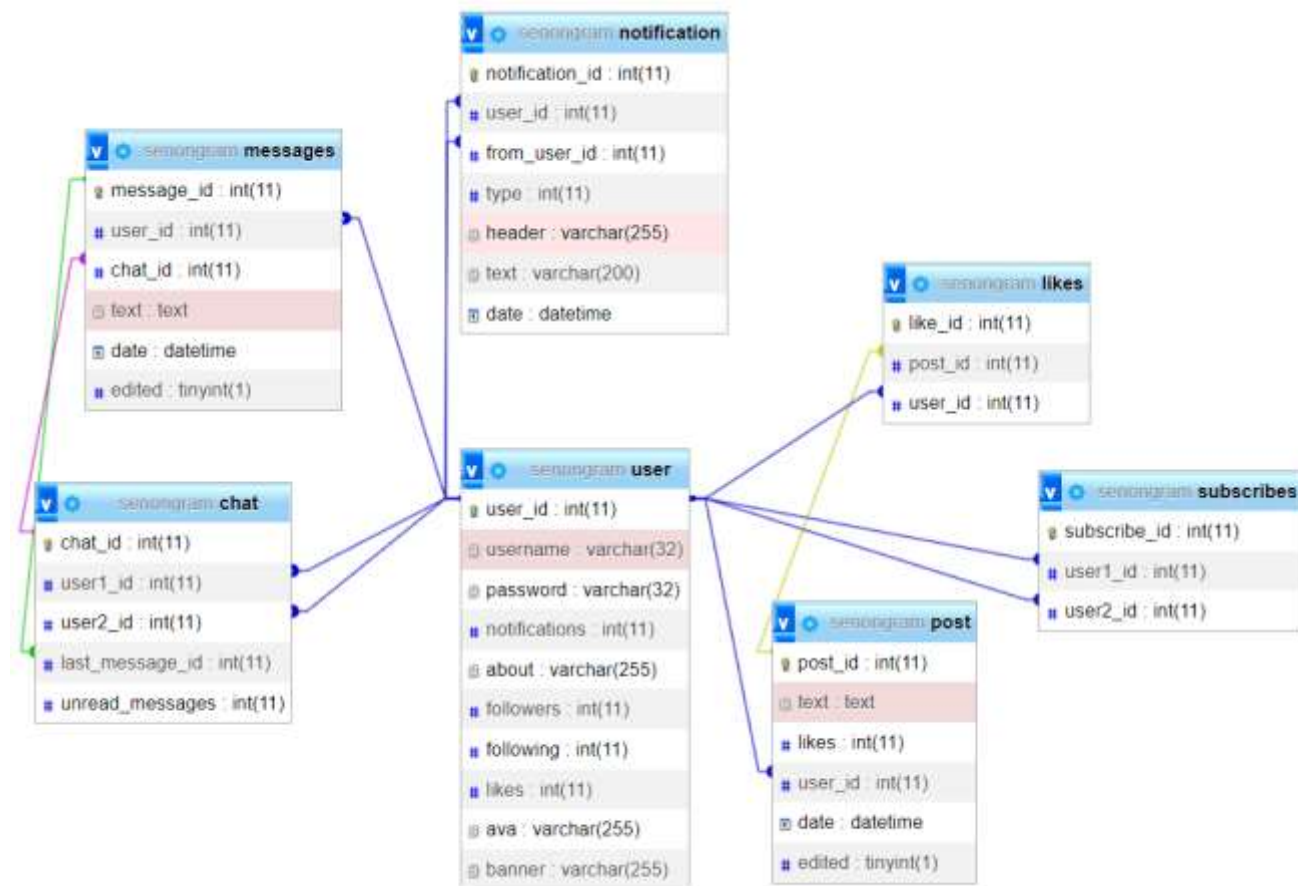 v senongram notification
notification_id : int(11)
# user_id : int(11)
# from_user_id : int(11)
# type : int(11)
header : varchar(255)
text : varchar(200)
date : datetime
v senongram messages
message_id : int(11)
# user_id : int(11)
# chat_id : int(11)
text : text
date : datetime
# edited : tinyint(1)
v senongram likes
like_id : int(11)
# post_id : int(11)
# user_id : int(11)
v senongram user
user_id : int(11)
username : varchar(32)
password : varchar(32)
# notifications : int(11)
about : varchar(255)
# followers : int(11)
# following : int(11)
# likes : int(11)
ava : varchar(255)
banner : varchar(255)
v senongram chat
chat_id : int(11)
# user1_id : int(11)
# user2_id : int(11)
# last_message_id : int(11)
# unread_messages : int(11)
v senongram subscribes
subscribe_id : int(11)
# user1_id : int(11)
# user2_id : int(11)
v senongram post
post_id : int(11)
text : text
# likes : int(11)
# user_id : int(11)
date : datetime
# edited : tinyint(1)